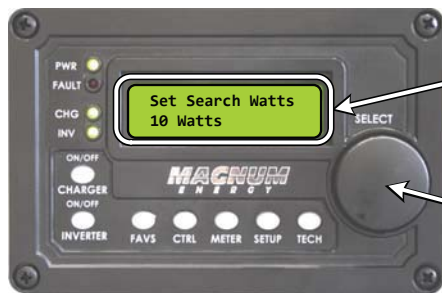 PWR
FAULT
CHG
INV
Set Search Watts
10 Watts
SELECT
ON/OFF
CHARGER
ON/OFF
INVERTER
MAGNUM
ENERGY
FAVS CTRL METER SETUP TECH